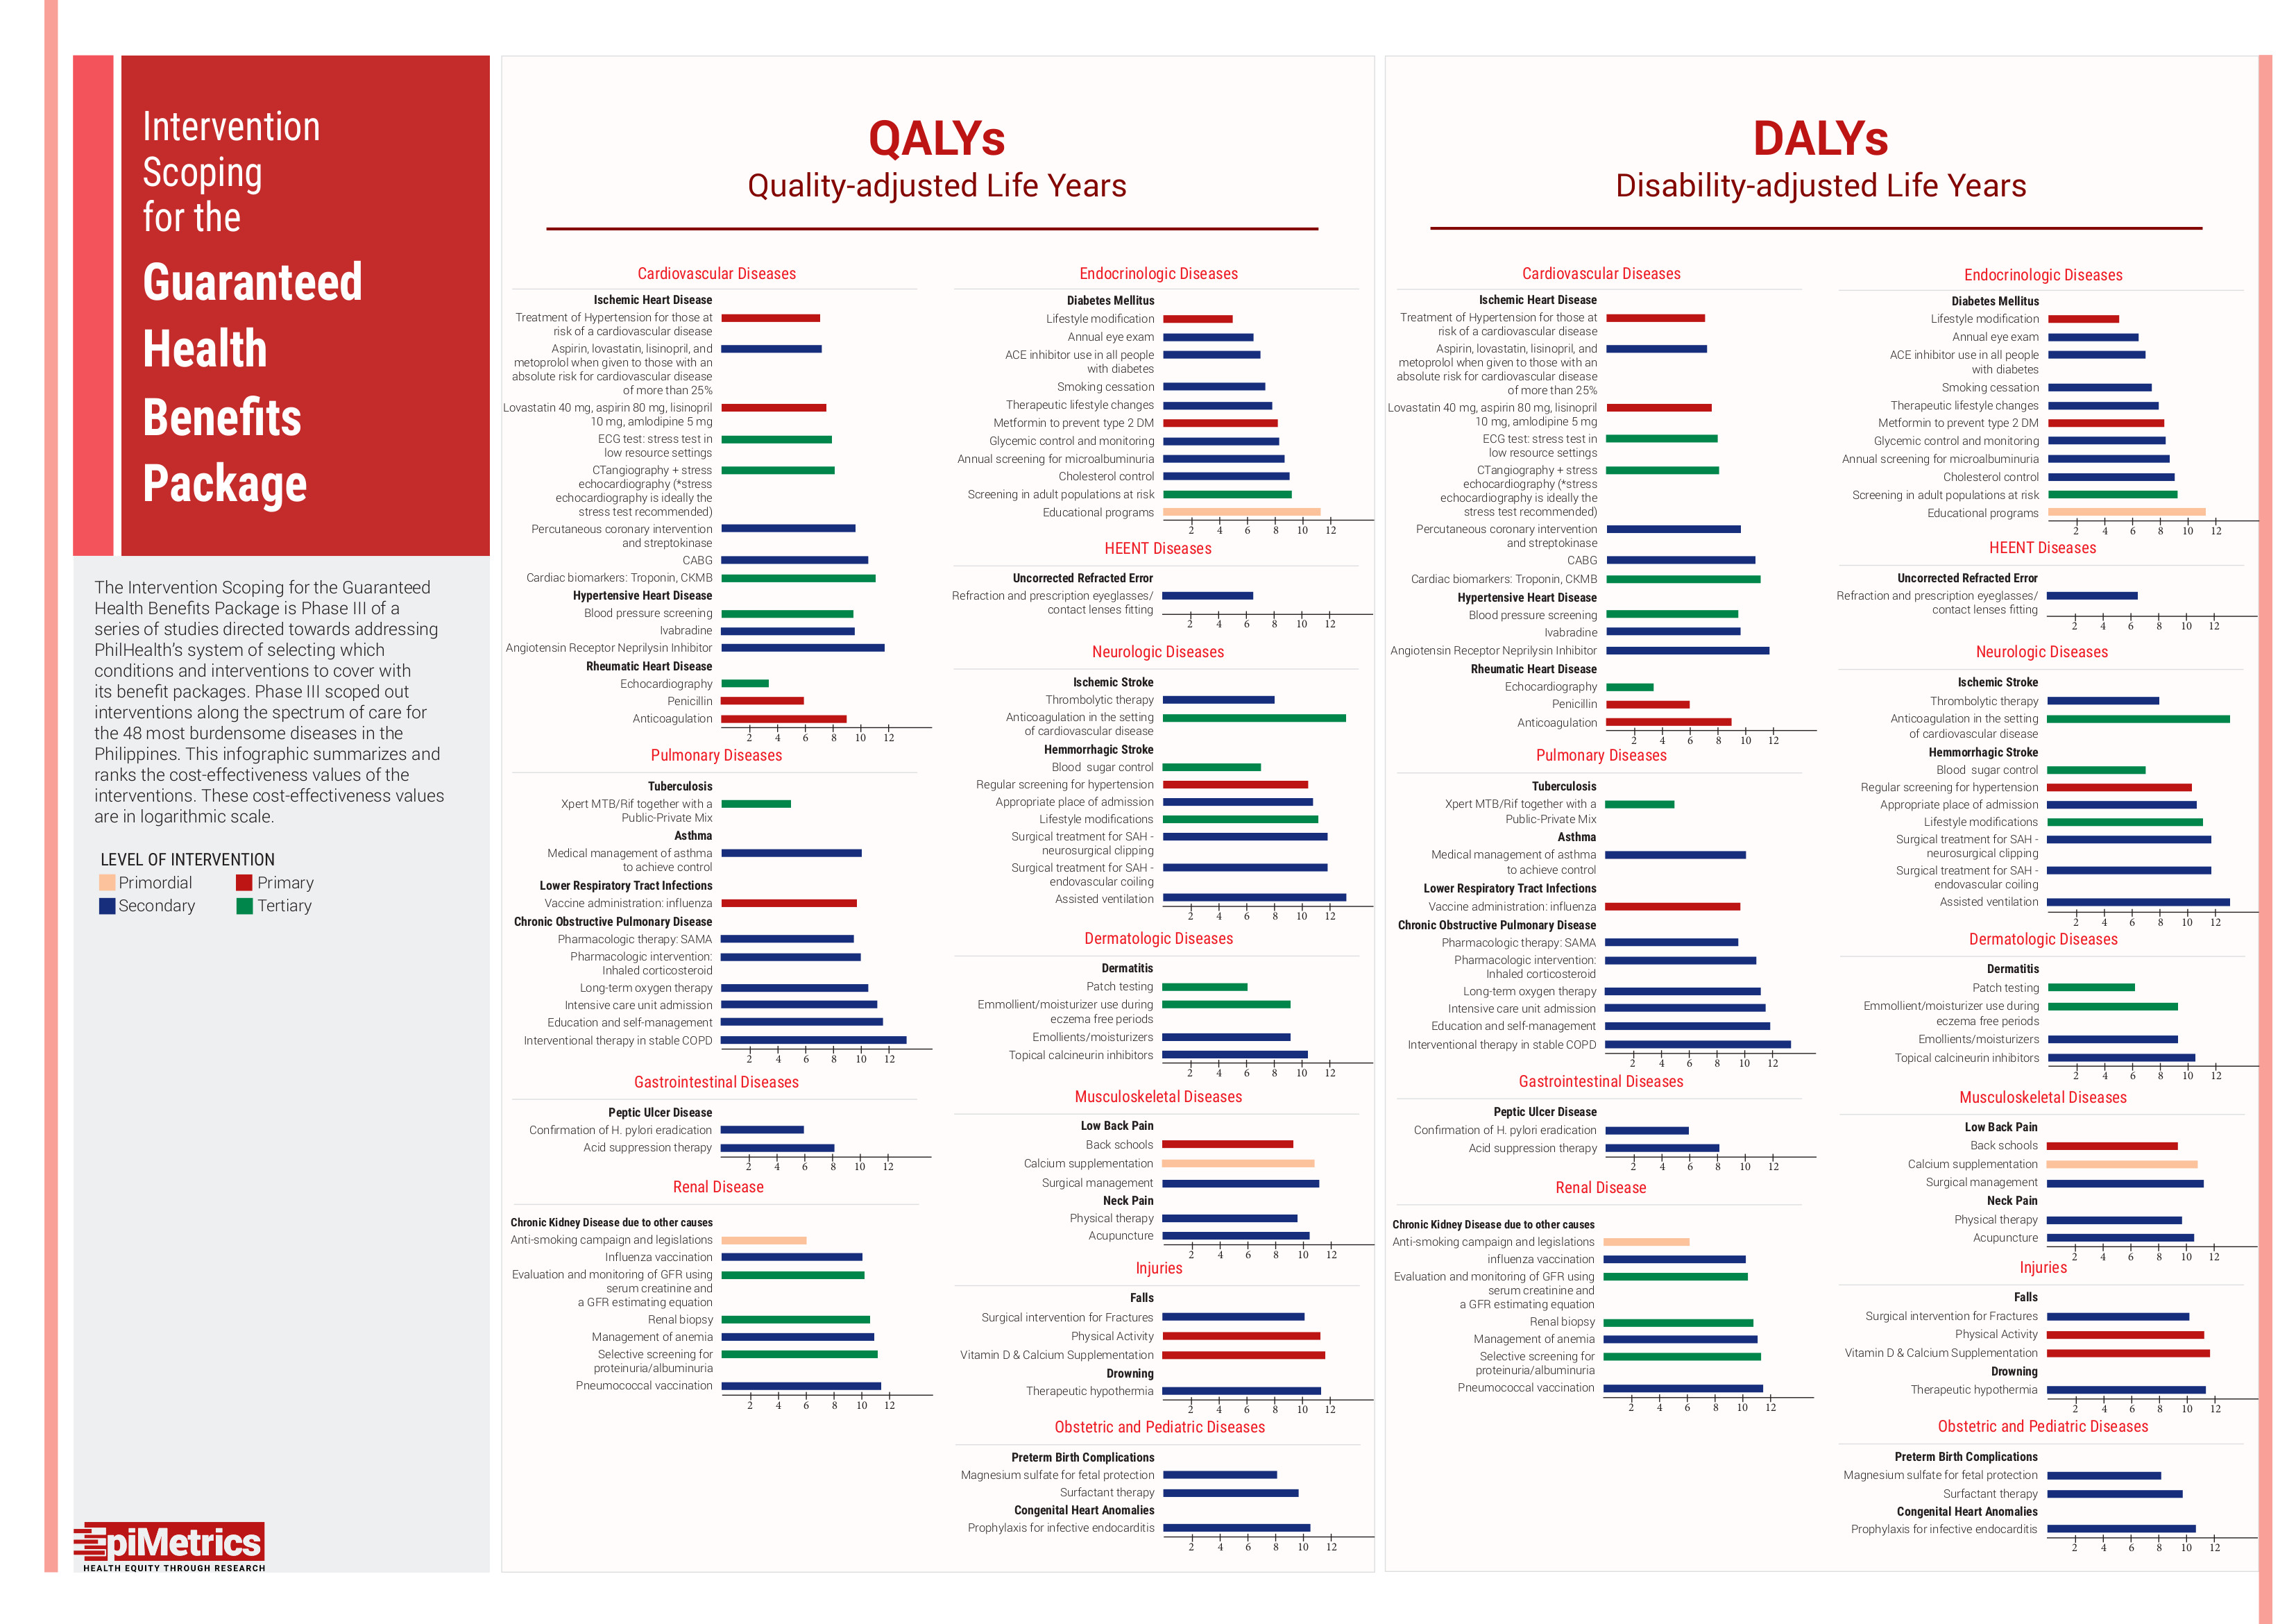 Intervention
Scoping
for the
Guaranteed
Health
Benefits
Package
The Intervention Scoping for the Guaranteed
Health Benefits Package is Phase III of a
series of studies directed towards addressing
PhilHealth's system of selecting which
conditions and interventions to cover with
its benefit packages. Phase III scoped out
interventions along the spectrum of care for
the 48 most burdensome diseases in the
Philippines. This infographic summarizes and
ranks the cost-effectiveness values of the
interventions. These cost-effectiveness values
are in logarithmic scale.
LEVEL OF INTERVENTION
Primordial
Primary
Secondary
Tertiary
piMetrics
HEALTH EQUITY THROUGH RESEARCH
QALYs
Quality-adjusted Life Years
Cardiovascular Diseases
Ischemic Heart Disease
Treatment of Hypertension for those at
risk of a cardiovascular disease
Aspirin, lovastatin, lisinopril, and
metoprolol when given to those with an
absolute risk for cardiovascular disease
of more than 25%
Lovastatin 40 mg, aspirin 80 mg, lisinopril
10 mg, amlodipine 5 mg
ECG test: stress test in
low resource settings
CTangiography + stress
echocardiography (*stress
echocardiography is ideally the
stress test recommended)
Percutaneous coronary intervention
and streptokinase
CABG
Cardiac biomarkers: Troponin, CKMB
Hypertensive Heart Disease
Blood pressure screening
Ivabradine
Angiotensin Receptor Neprilysin Inhibitor
Rheumatic Heart Disease
Echocardiography
Penicillin
Anticoagulation
2 4 6 8 10 12
Pulmonary Diseases
Tuberculosis
Xpert MTB/Rif together with a
Public-Private Mix
Asthma
Medical management of asthma
to achieve control
Lower Respiratory Tract Infections
Vaccine administration: influenza
Chronic Obstructive Pulmonary Disease
Pharmacologic therapy: SAMA
Pharmacologic intervention:
Inhaled corticosteroid
Long-term oxygen therapy
Intensive care unit admission
Education and self-management
Interventional therapy in stable COPD
2 4 6 8 10 12
Gastrointestinal Diseases
Peptic Ulcer Disease
Confirmation of H. pylori eradication
Acid suppression therapy
2 4 6 8 10 12
Renal Disease
Chronic Kidney Disease due to other causes
Anti-smoking campaign and legislations
Influenza vaccination
Evaluation and monitoring of GFR using
serum creatinine and
a GFR estimating equation
Renal biopsy
Management of anemia
Selective screening for
proteinuria/albuminuria
Pneumococcal vaccination
2 4 6 8 10 12
Endocrinologic Diseases
Diabetes Mellitus
Lifestyle modification
Annual eye exam
ACE inhibitor use in all people
with diabetes
Smoking cessation
Therapeutic lifestyle changes
Metformin to prevent type 2 DM
Glycemic control and monitoring
Annual screening for microalbuminuria
Cholesterol control
Screening in adult populations at risk
Educational programs
2 4 6 8 10 12
HEENT Diseases
Uncorrected Refracted Error
Refraction and prescription eyeglasses/
contact lenses fitting
2 4 6 8 10 12
Neurologic Diseases
Ischemic Stroke
Thrombolytic therapy
Anticoagulation in the setting
of cardiovascular disease
Hemmorrhagic Stroke
Blood sugar control
Regular screening for hypertension
Appropriate place of admission
Lifestyle modifications
Surgical treatment for SAH -
neurosurgical clipping
Surgical treatment for SAH -
endovascular coiling
Assisted ventilation
2 4 6 8 10 12
Dermatologic Diseases
Dermatitis
Patch testing
Emmollient/moisturizer use during
eczema free periods
Emollients/moisturizers
Topical calcineurin inhibitors
2 4 6 8 10 12
Musculoskeletal Diseases
Low Back Pain
Back schools
Calcium supplementation
Surgical management
Neck Pain
Physical therapy
Acupuncture
2 4 6 8 10 12
Injuries
Falls
Surgical intervention for Fractures
Physical Activity
Vitamin D & Calcium Supplementation
Drowning
Therapeutic hypothermia
2 4 6 8 10 12
Obstetric and Pediatric Diseases
Preterm Birth Complications
Magnesium sulfate for fetal protection
Surfactant therapy
Congenital Heart Anomalies
Prophylaxis for infective endocarditis
2 4 6 8 10 12
DALYs
Disability-adjusted Life Years
Cardiovascular Diseases
Ischemic Heart Disease
Treatment of Hypertension for those at
risk of a cardiovascular disease
Aspirin, lovastatin, lisinopril, and
metoprolol when given to those with an
absolute risk for cardiovascular disease
of more than 25%
Lovastatin 40 mg, aspirin 80 mg, lisinopril
10 mg, amlodipine 5 mg
ECG test: stress test in
low resource settings
CTangiography + stress
echocardiography (*stress
echocardiography is ideally the
stress test recommended)
Percutaneous coronary intervention
and streptokinase
CABG
Cardiac biomarkers: Troponin, CKMB
Hypertensive Heart Disease
Blood pressure screening
Ivabradine
Angiotensin Receptor Neprilysin Inhibitor
Rheumatic Heart Disease
Echocardiography
Penicillin
Anticoagulation
2 4 6 8 10 12
Pulmonary Diseases
Tuberculosis
Xpert MTB/Rif together with a
Public-Private Mix
Asthma
Medical management of asthma
to achieve control
Lower Respiratory Tract Infections
Vaccine administration: influenza
Chronic Obstructive Pulmonary Disease
Pharmacologic therapy: SAMA
Pharmacologic intervention:
Inhaled corticosteroid
Long-term oxygen therapy
Intensive care unit admission
Education and self-management
Interventional therapy in stable COPD
2 4 6 8 10 12
Gastrointestinal Diseases
Peptic Ulcer Disease
Confirmation of H. pylori eradication
Acid suppression therapy
2 4 6 8 10 12
Renal Disease
Chronic Kidney Disease due to other causes
Anti-smoking campaign and legislations
influenza vaccination
Evaluation and monitoring of GFR using
serum creatinine and
a GFR estimating equation
Renal biopsy
Management of anemia
Selective screening for
proteinuria/albuminuria
Pneumococcal vaccination
2 4 6 8 10 12
Endocrinologic Diseases
Diabetes Mellitus
Lifestyle modification
Annual eye exam
ACE inhibitor use in all people
with diabetes
Smoking cessation
Therapeutic lifestyle changes
Metformin to prevent type 2 DM
Glycemic control and monitoring
Annual screening for microalbuminuria
Cholesterol control
Screening in adult populations at risk
Educational programs
2 4 6 8 10 12
HEENT Diseases
Uncorrected Refracted Error
Refraction and prescription eyeglasses/
contact lenses fitting
2 4 6 8 10 12
Neurologic Diseases
Ischemic Stroke
Thrombolytic therapy
Anticoagulation in the setting
of cardiovascular disease
Hemmorrhagic Stroke
Blood sugar control
Regular screening for hypertension
Appropriate place of admission
Lifestyle modifications
Surgical treatment for SAH -
neurosurgical clipping
Surgical treatment for SAH -
endovascular coiling
Assisted ventilation
2 4 6 8 10 12
Dermatologic Diseases
Dermatitis
Patch testing
Emmollient/moisturizer use during
eczema free periods
Emollients/moisturizers
Topical calcineurin inhibitors
2 4 6 8 10 12
Musculoskeletal Diseases
Low Back Pain
Back schools
Calcium supplementation
Surgical management
Neck Pain
Physical therapy
Acupuncture
2 4 6 8 10 12
Injuries
Falls
Surgical intervention for Fractures
Physical Activity
Vitamin D & Calcium Supplementation
Drowning
Therapeutic hypothermia
2 4 6 8 10 12
Obstetric and Pediatric Diseases
Preterm Birth Complications
Magnesium sulfate for fetal protection
Surfactant therapy
Congenital Heart Anomalies
Prophylaxis for infective endocarditis
2 4 6 8 10 12